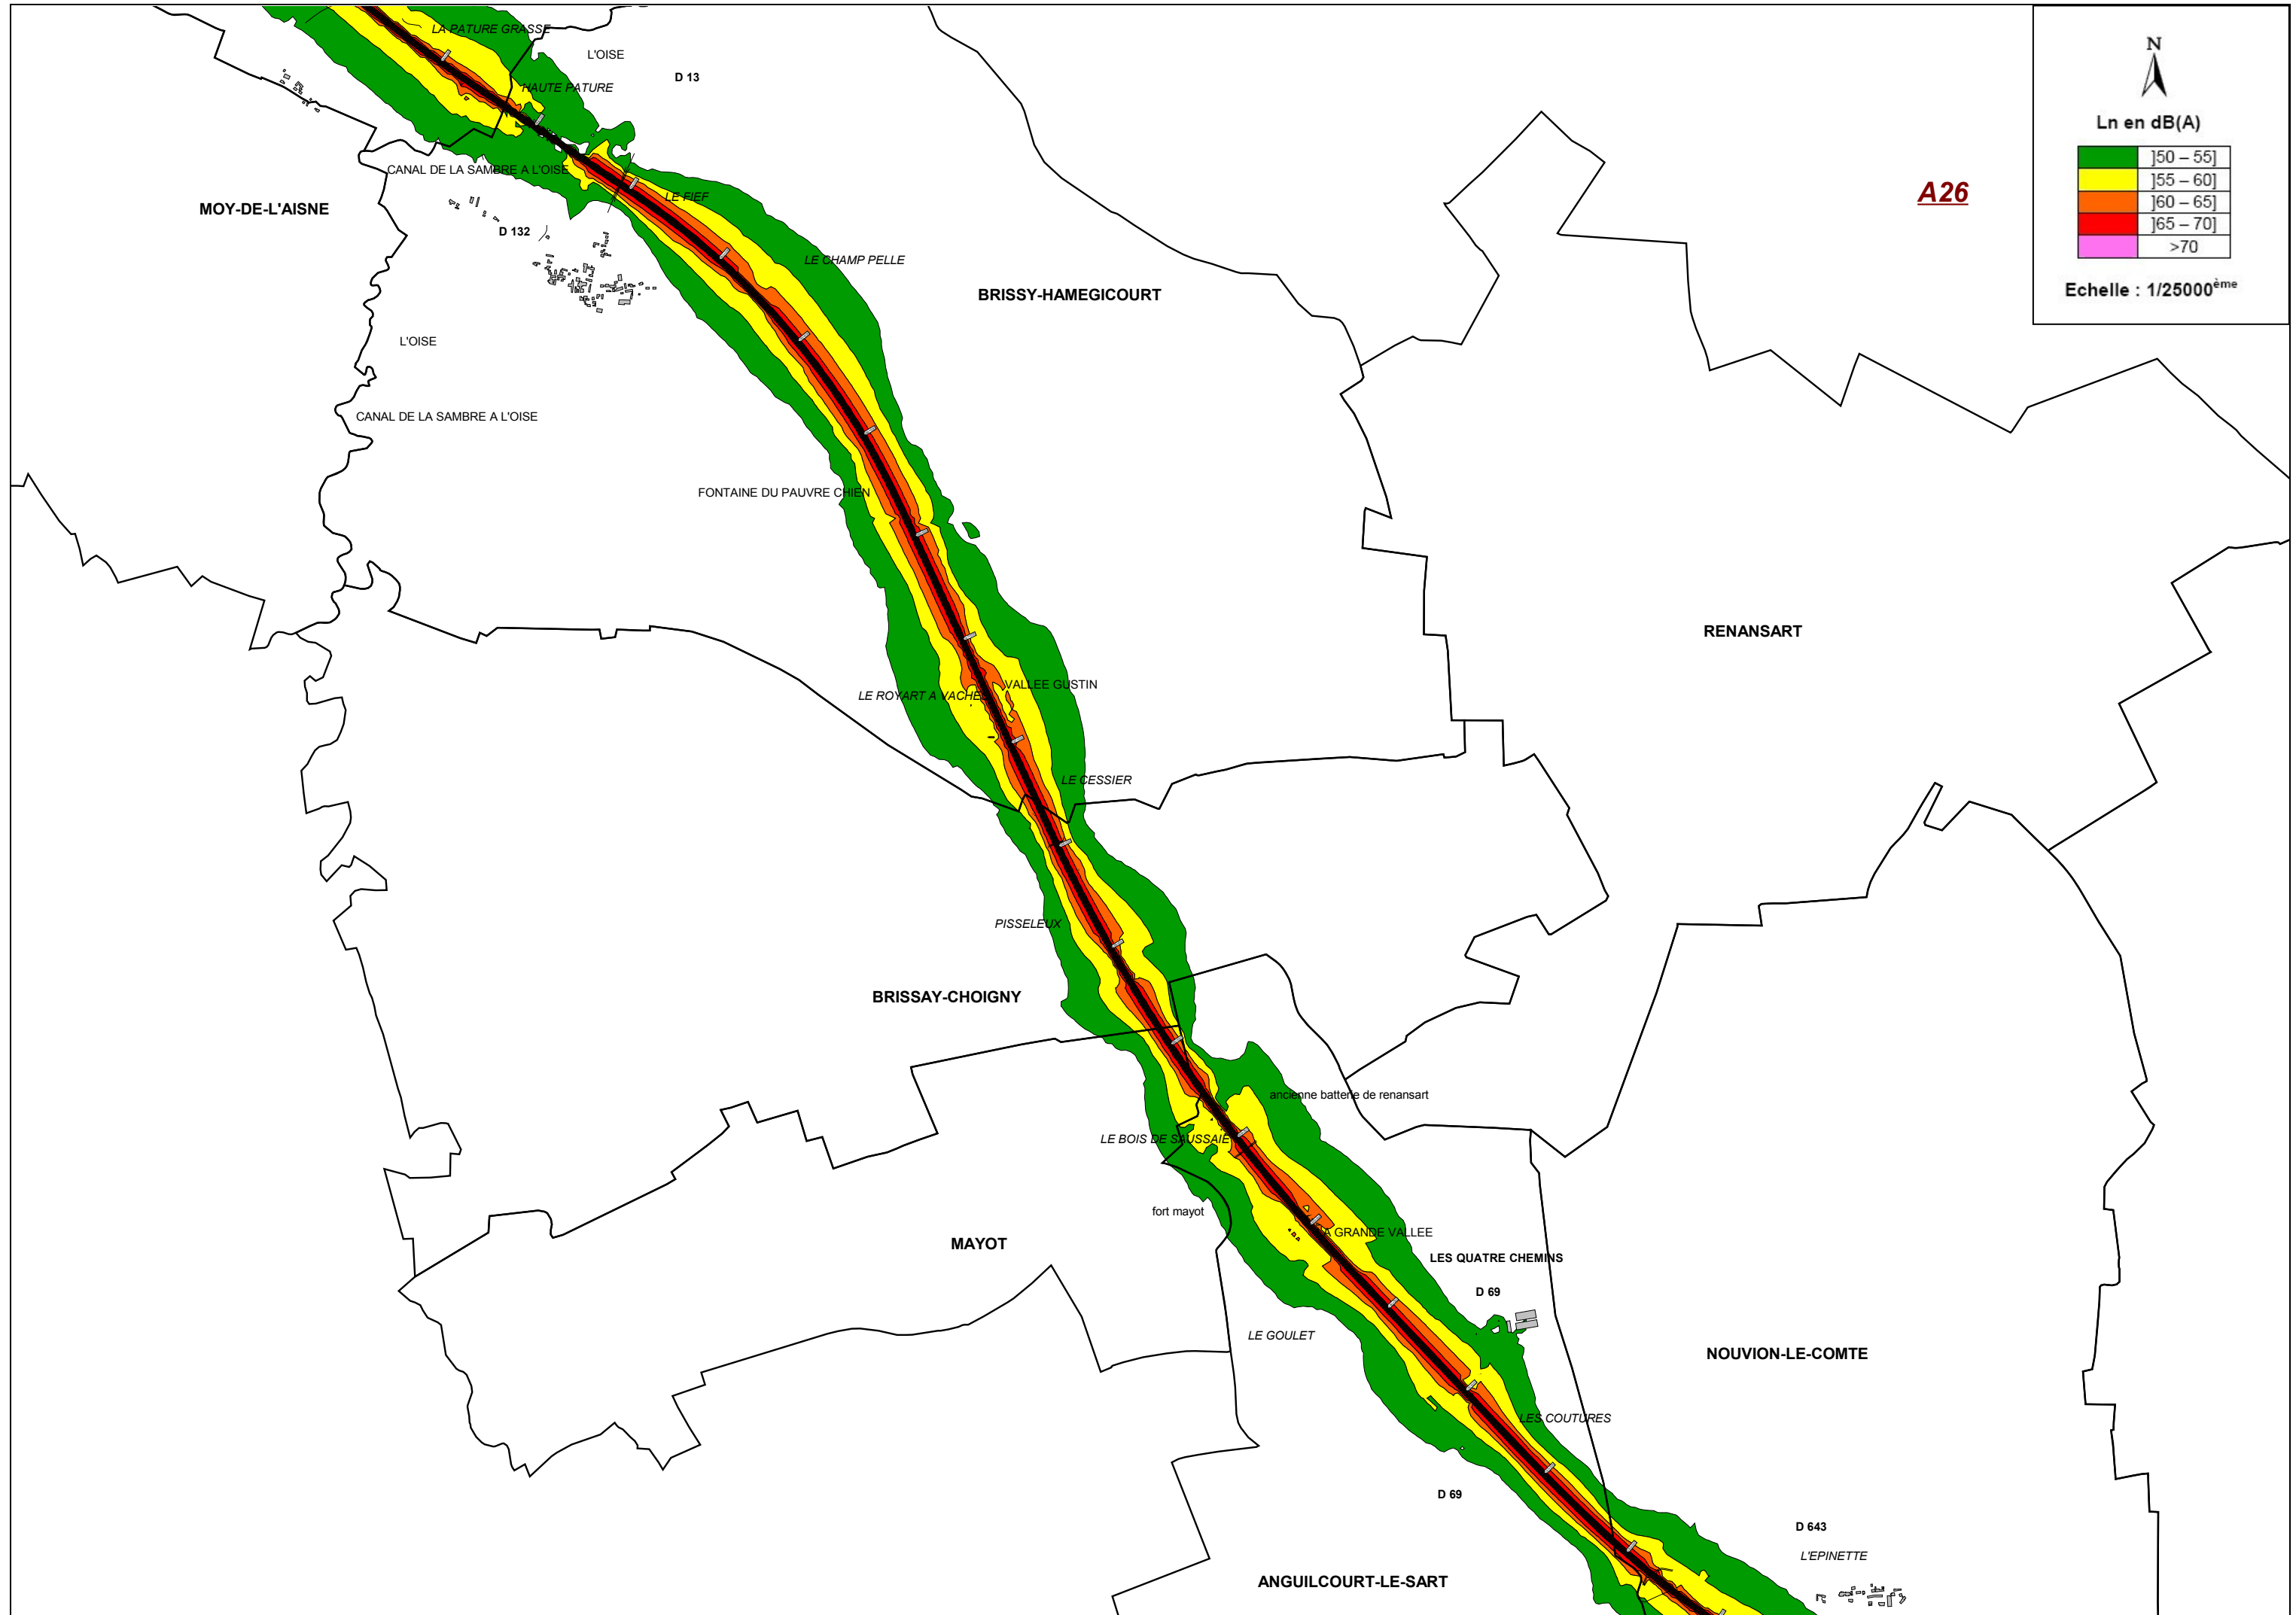 LA PATURE GRASSE
L'OISE
D 13
HAUTE PATURE
CANAL DE LA SAMBRE A L'OISE
MOY-DE-L'AISNE
LE FIEF
D 132
LE CHAMP PELLE
BRISSY-HAMEGICOURT
A26
N
Ln en dB(A)
]50 – 55]
]55 – 60]
]60 – 65]
]65 – 70]
>70
Echelle : 1/25000ème
L'OISE
CANAL DE LA SAMBRE A L'OISE
FONTAINE DU PAUVRE CHIEN
RENANSART
VALLEE GUSTIN
LE ROYART A VACHE
LE CESSIER
PISSELEUX
BRISSAY-CHOIGNY
ancienne batterie de renansart
LE BOIS DE SAUSSAIE
fort mayot
A GRANDE VALLEE
MAYOT
LES QUATRE CHEMINS
D 69
LE GOULET
NOUVION-LE-COMTE
LES COUTURES
D 69
D 643
L'EPINETTE
ANGUILCOURT-LE-SART